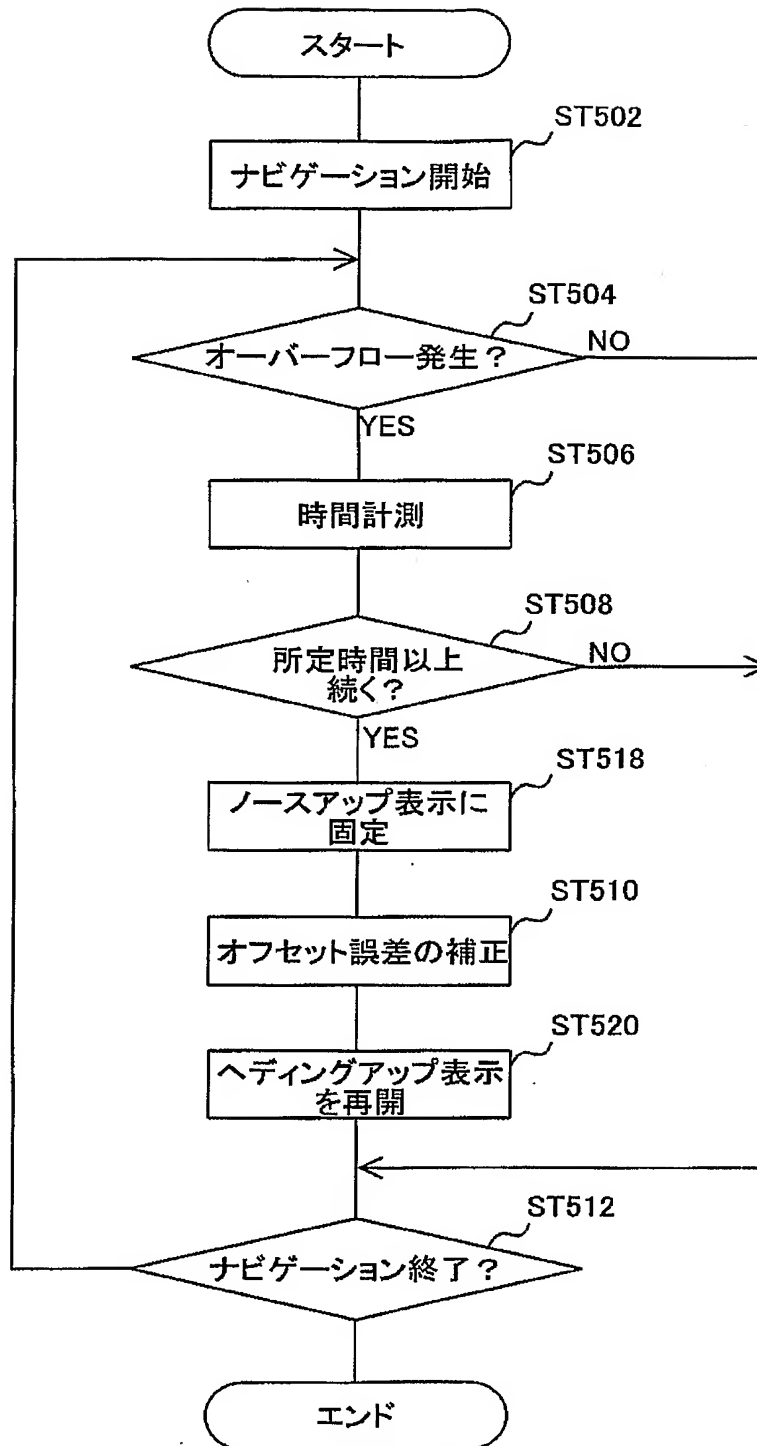 スタート
ST502
ナビゲーション開始
ST504
オーバーフロー発生？
NO
YES
ST506
時間計測
ST508
所定時間以上
続く？
NO
YES
ST518
ノースアップ表示に
固定
ST510
オフセット誤差の補正
ST520
ヘディングアップ表示
を再開
ST512
ナビゲーション終了？
エンド